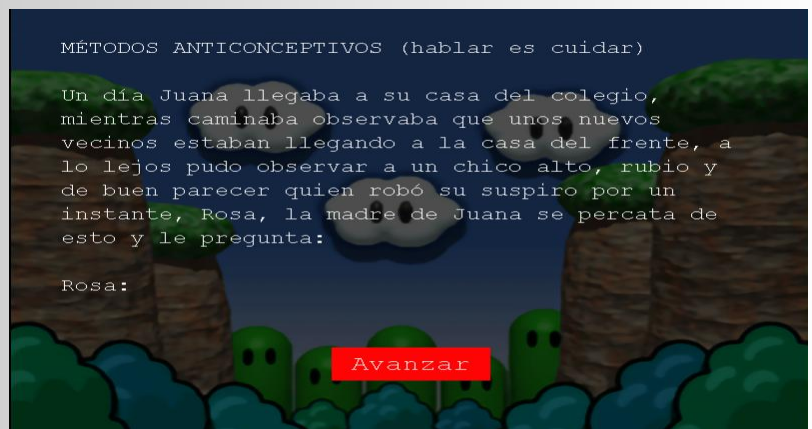 MÉTODOS ANTICONCEPTIVOS (hablar es cuidar)
Un día Juana llegaba a su casa del colegio,
mientras caminaba observaba que unos nuevos
vecinos estaban llegando a la casa del frente, a
lo lejos pudo observar a un chico alto, rubio y
de buen parecer quien robó su suspiro por un
instante, Rosa, la madre de Juana se percata de
esto y le pregunta:
Rosa:
Avanzar